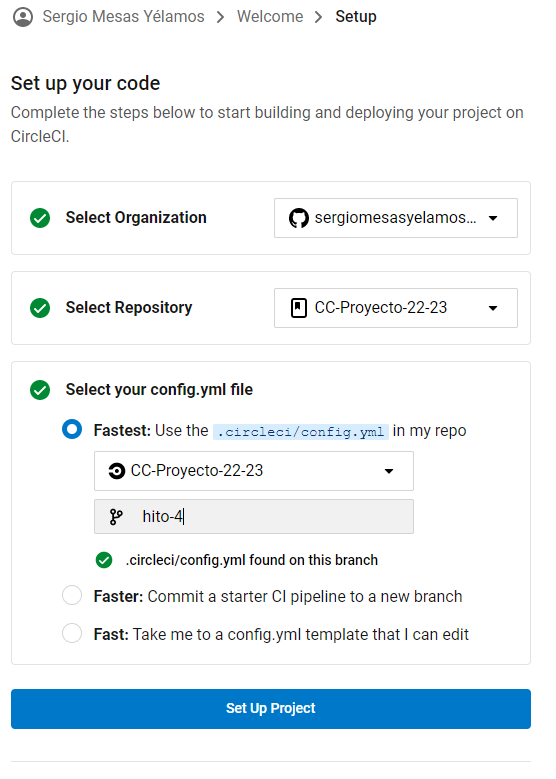 Sergio Mesas Yélamos > Welcome > Setup
Set up your code
Complete the steps below to start building and deploying your project on
CircleCI.
Select Organization
sergiomesasyelamos...
Select Repository
CC-Proyecto-22-23
Select your config.yml file
Fastest: Use the .circleci/config.yml in my repo
CC-Proyecto-22-23
hito-4
.circleci/config.yml found on this branch
Faster: Commit a starter CI pipeline to a new branch
Fast: Take me to a config.yml template that I can edit
Set Up Project